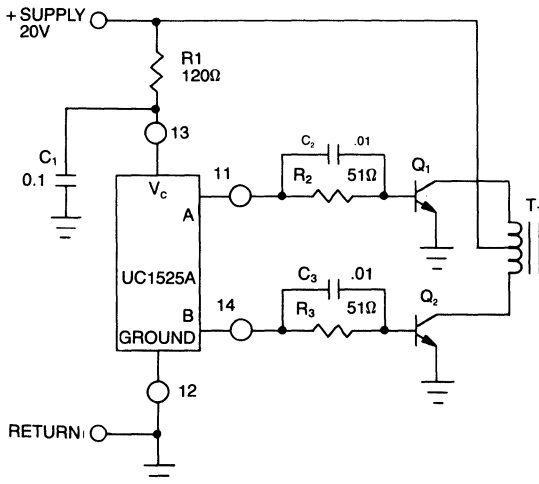 + SUPPLY
20V
R1
120Ω
13
C1
0.1
VC
11
A
UC1525A
B
14
GROUND
12
RETURN
C2 .01
R2 51Ω
Q1
C3 .01
R3 51Ω
Q2